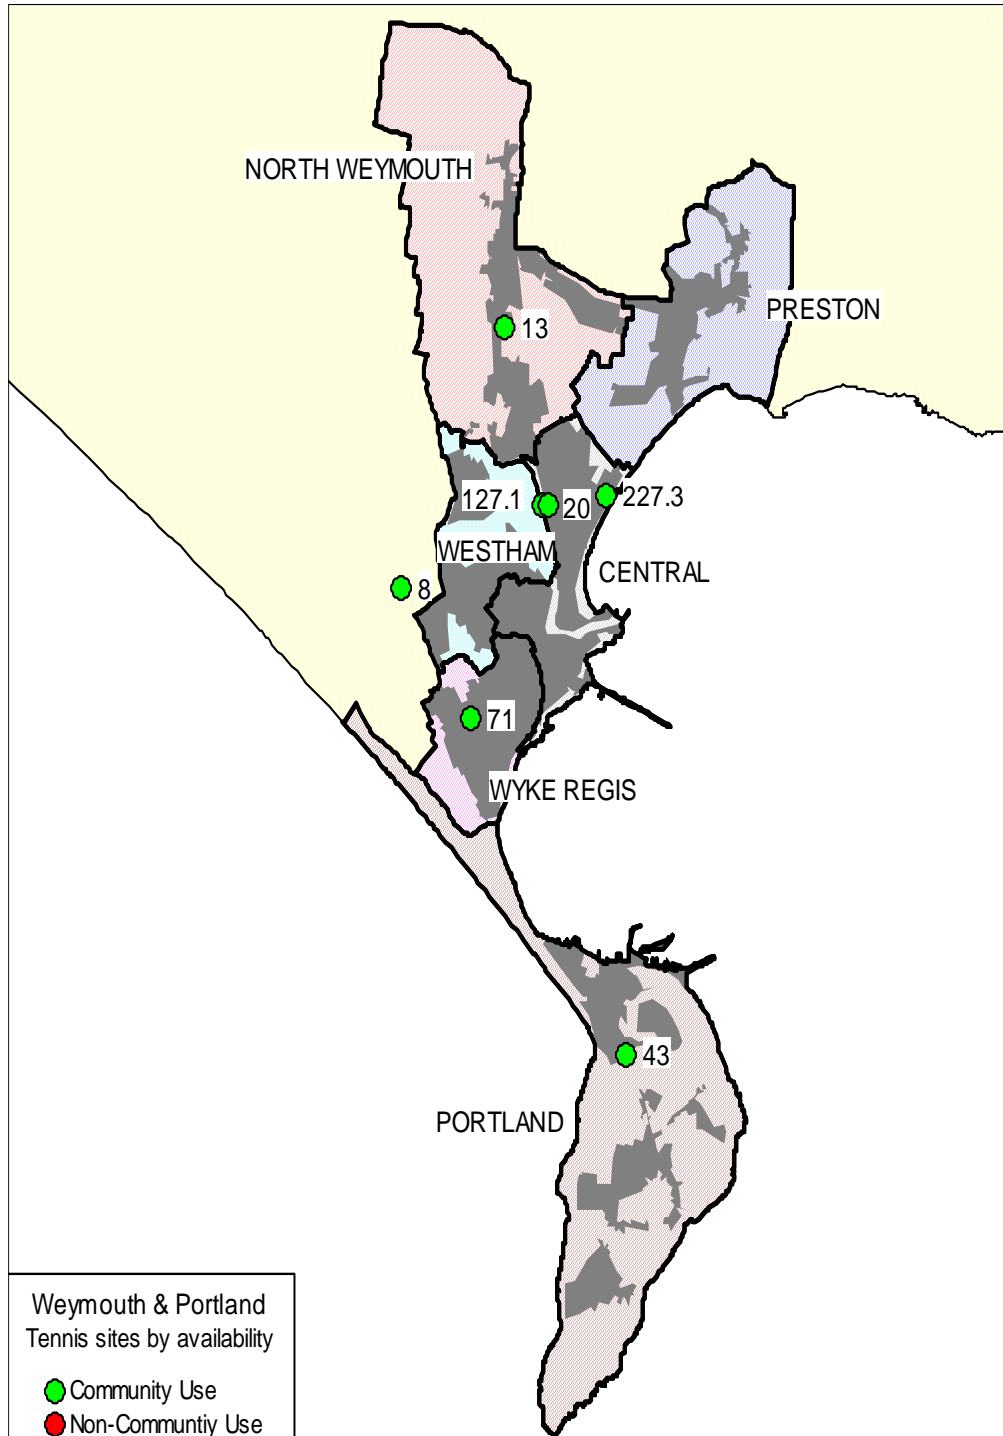 NORTH WEYMOUTH
PRESTON
13
127.1
20
227.3
WESTHAM
CENTRAL
8
71
WYKE REGIS
43
PORTLAND
Weymouth & Portland
Tennis sites by availability
Community Use
Non-Communtiy Use